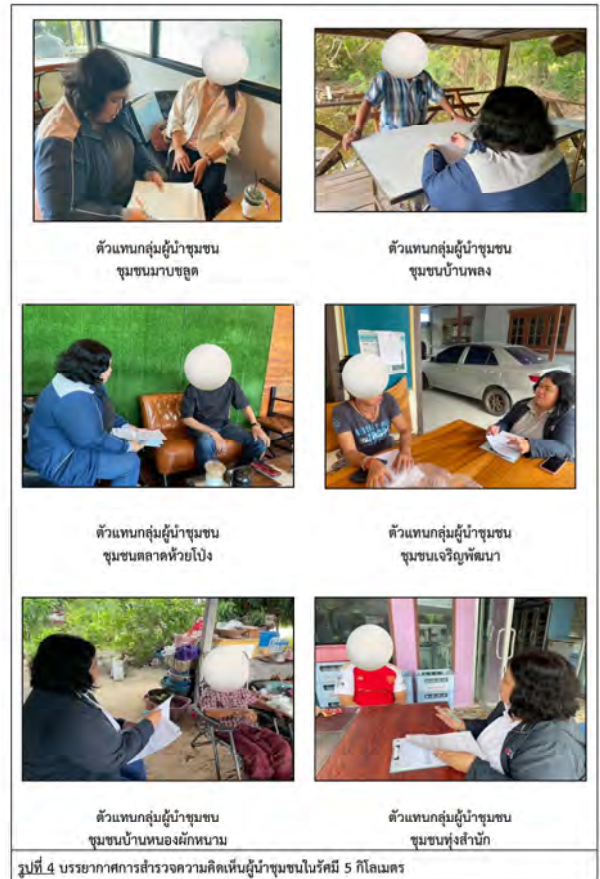 ตัวแทนกลุ่มผู้นำชุมชน
ชุมชนมาบชลูด
ตัวแทนกลุ่มผู้นำชุมชน
ชุมชนบ้านพลง
ตัวแทนกลุ่มผู้นำชุมชน
ชุมชนตลาดห้วยโป่ง
ตัวแทนกลุ่มผู้นำชุมชน
ชุมชนเจริญพัฒนา
ตัวแทนกลุ่มผู้นำชุมชน
ชุมชนบ้านหนองผักหนาม
ตัวแทนกลุ่มผู้นำชุมชน
ชุมชนทุ่งสำนัก
รูปที่ 4 บรรยากาศการสำรวจความคิดเห็นผู้นำชุมชนในรัศมี 5 กิโลเมตร